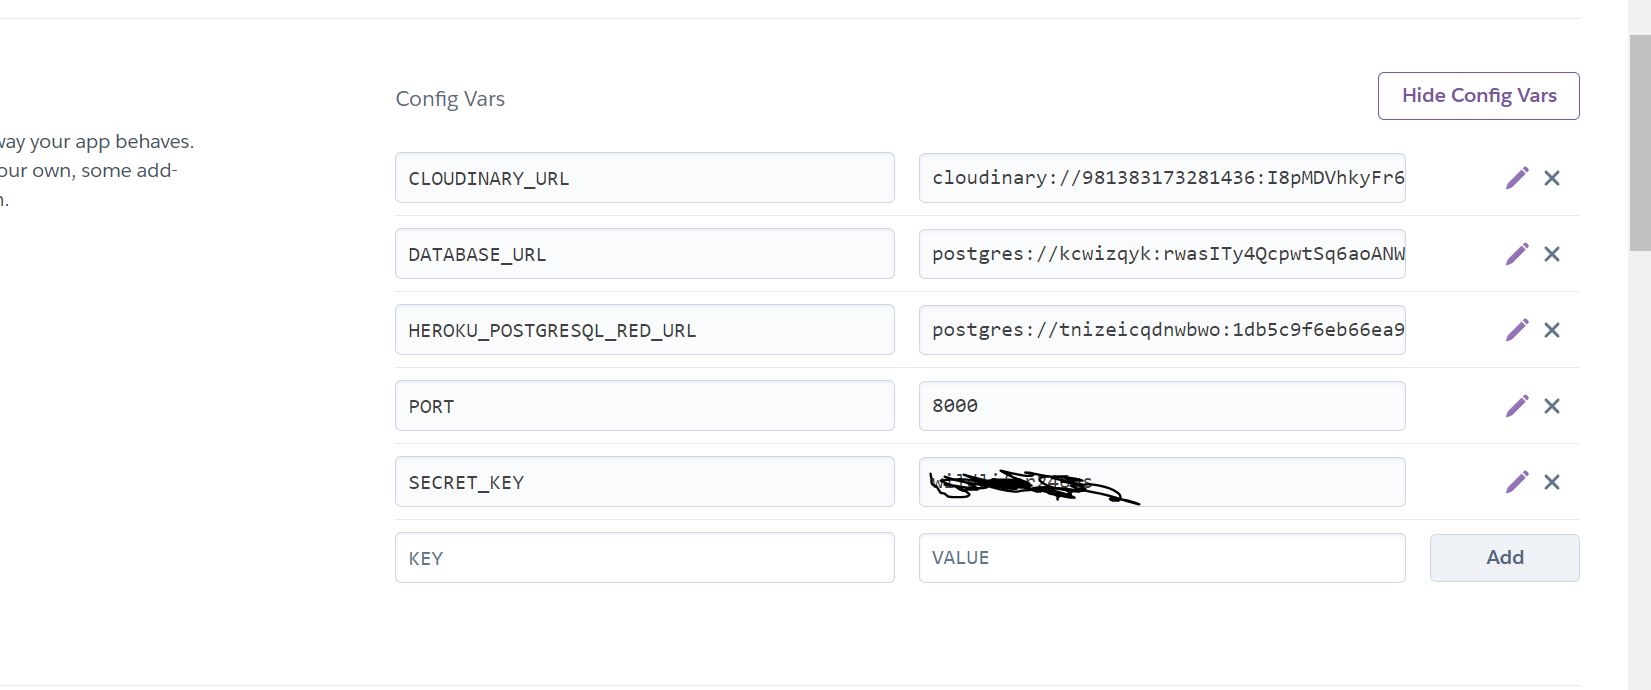 Config Vars
Hide Config Vars
way your app behaves.
our own, some add-
n.
CLOUDINARY_URL
cloudinary://981383173281436:I8pMDVhkyFr6
DATABASE_URL
postgres://kcwizqyk:rwasITy4QcpwtSq6aoANW
HEROKU_POSTGRESQL_RED_URL
postgres://tnizeicqdnwbwo:1db5c9f6eb66ea9
PORT
8000
SECRET_KEY
KEY
VALUE
Add